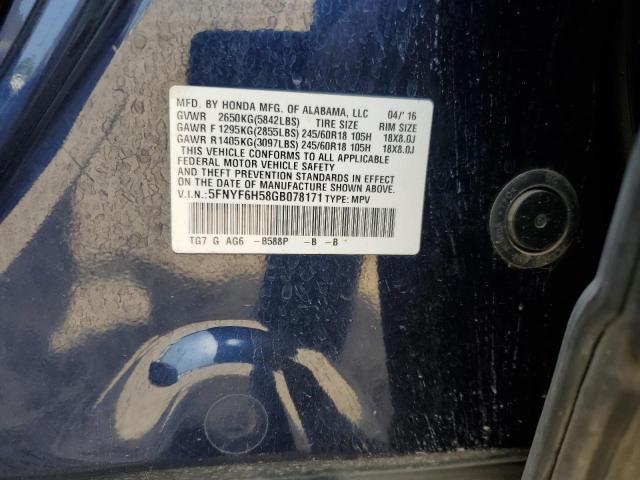 MFD. BY HONDA MFG. OF ALABAMA, LLC 04/'16
GVWR 2650KG(5842LBS) TIRE SIZE RIM SIZE
GAWR F 1295KG(2855LBS) 245/60R18 105H 18X8.0J
GAWR R 1405KG(3097LBS) 245/60R18 105H 18X8.0J
THIS VEHICLE CONFORMS TO ALL APPLICABLE
FEDERAL MOTOR VEHICLE SAFETY
AND THEFT PREVENTION STANDARDS IN EFFECT
ON THE DATE OF MANUFACTURE SHOWN ABOVE.
V.I.N.:5FNYF6H58GB078171 TYPE: MPV
TG7 G AG6 -B588P -B -B